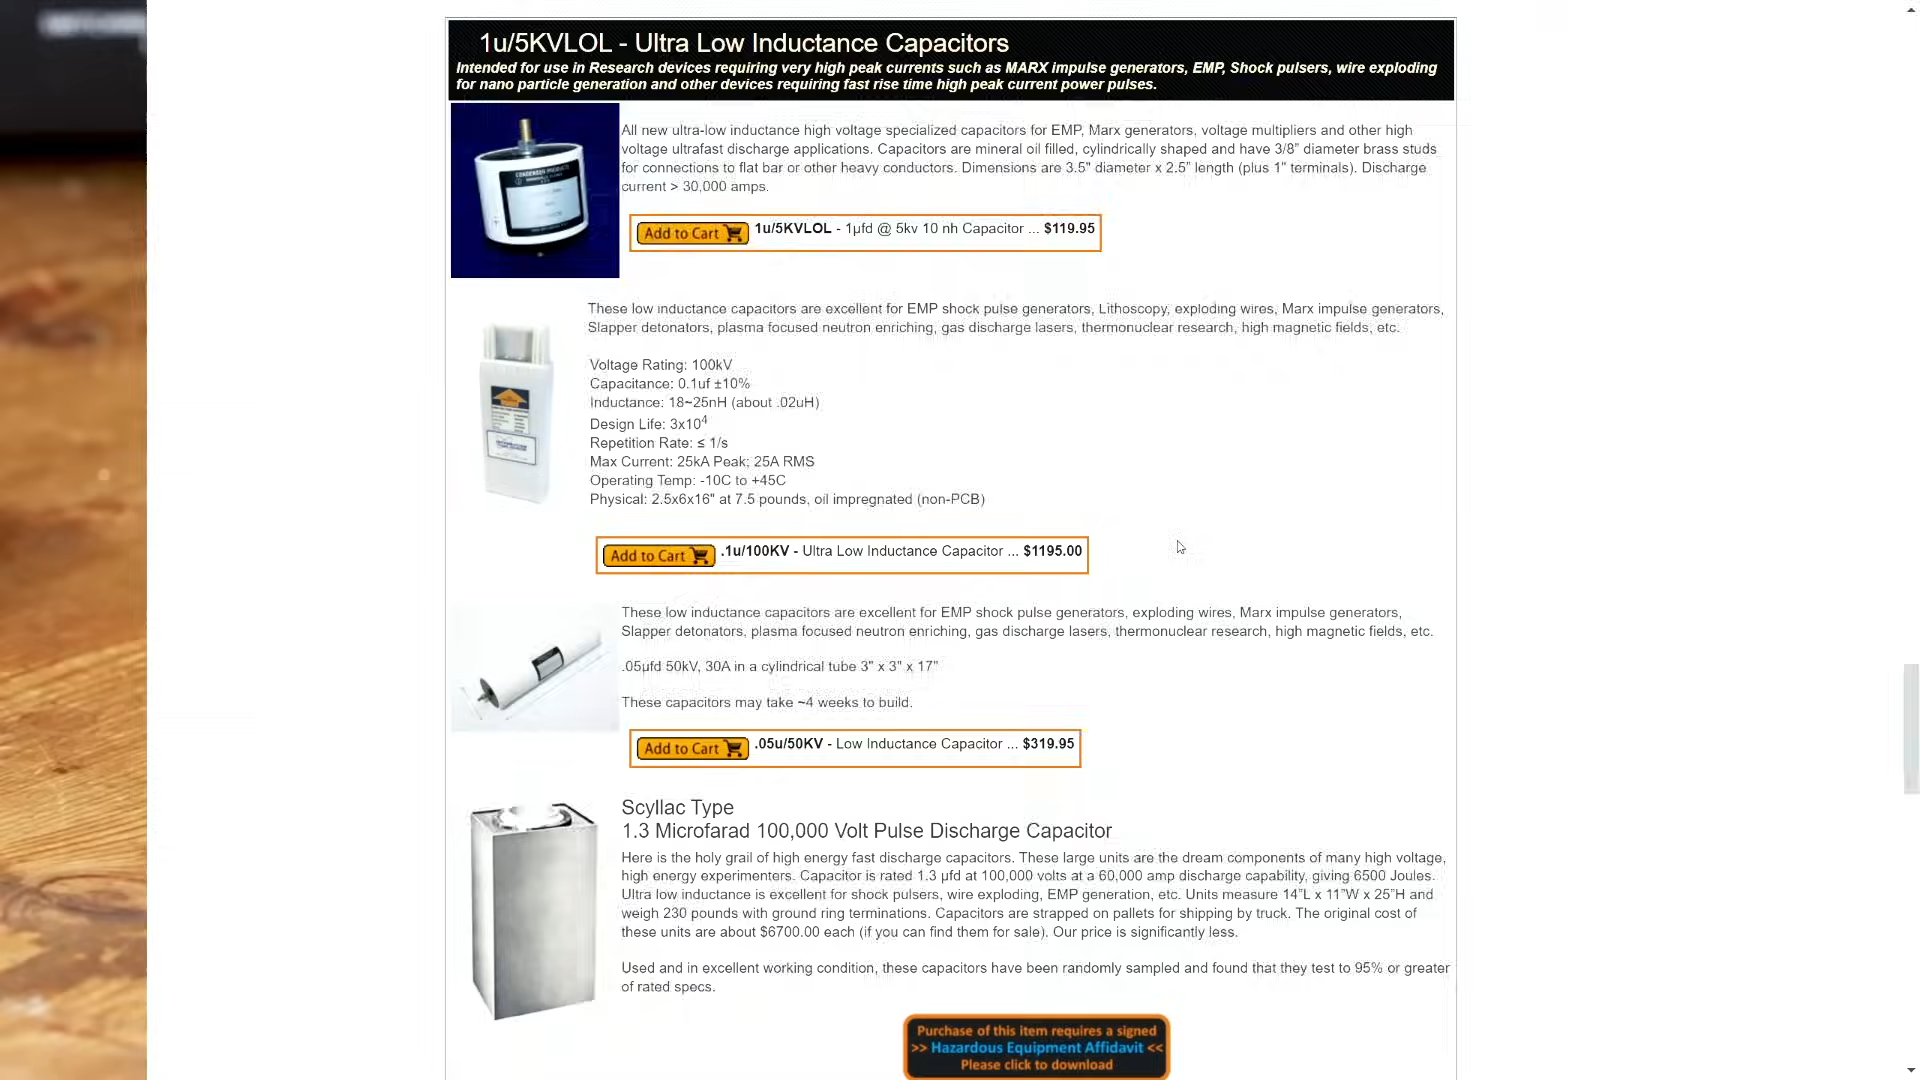 1u/5KVLOL - Ultra Low Inductance Capacitors
Intended for use in Research devices requiring very high peak currents such as MARX impulse generators, EMP, Shock pulsers, wire exploding
for nano particle generation and other devices requiring fast rise time high peak current power pulses.
All new ultra-low inductance high voltage specialized capacitors for EMP, Marx generators, voltage multipliers and other high
voltage ultrafast discharge applications. Capacitors are mineral oil filled, cylindrically shaped and have 3/8" diameter brass studs
for connections to flat bar or other heavy conductors. Dimensions are 3.5" diameter x 2.5" length (plus 1" terminals). Discharge
current > 30,000 amps.
CONDENSER PRODUCTS
Add to Cart 1u/5KVLOL - 1µfd @ 5kv 10 nh Capacitor ... $119.95
These low inductance capacitors are excellent for EMP shock pulse generators, Lithoscopy, exploding wires, Marx impulse generators,
Slapper detonators, plasma focused neutron enriching, gas discharge lasers, thermonuclear research, high magnetic fields, etc.
Voltage Rating: 100kV
Capacitance: 0.1uf ±10%
Inductance: 18~25nH (about .02uH)
Design Life: 3x10⁴
Repetition Rate: ≤ 1/s
Max Current: 25kA Peak; 25A RMS
Operating Temp: -10C to +45C
Physical: 2.5x6x16" at 7.5 pounds, oil impregnated (non-PCB)
Add to Cart .1u/100KV - Ultra Low Inductance Capacitor ... $1195.00
These low inductance capacitors are excellent for EMP shock pulse generators, exploding wires, Marx impulse generators,
Slapper detonators, plasma focused neutron enriching, gas discharge lasers, thermonuclear research, high magnetic fields, etc.
.05µfd 50kV, 30A in a cylindrical tube 3" x 3" x 17"
These capacitors may take ~4 weeks to build.
Add to Cart .05u/50KV - Low Inductance Capacitor ... $319.95
Scyllac Type
1.3 Microfarad 100,000 Volt Pulse Discharge Capacitor
Here is the holy grail of high energy fast discharge capacitors. These large units are the dream components of many high voltage,
high energy experimenters. Capacitor is rated 1.3 µfd at 100,000 volts at a 60,000 amp discharge capability, giving 6500 Joules.
Ultra low inductance is excellent for shock pulsers, wire exploding, EMP generation, etc. Units measure 14"L x 11"W x 25"H and
weigh 230 pounds with ground ring terminations. Capacitors are strapped on pallets for shipping by truck. The original cost of
these units are about $6700.00 each (if you can find them for sale). Our price is significantly less.
Used and in excellent working condition, these capacitors have been randomly sampled and found that they test to 95% or greater
of rated specs.
Purchase of this item requires a signed
>> Hazardous Equipment Affidavit <<
Please click to download